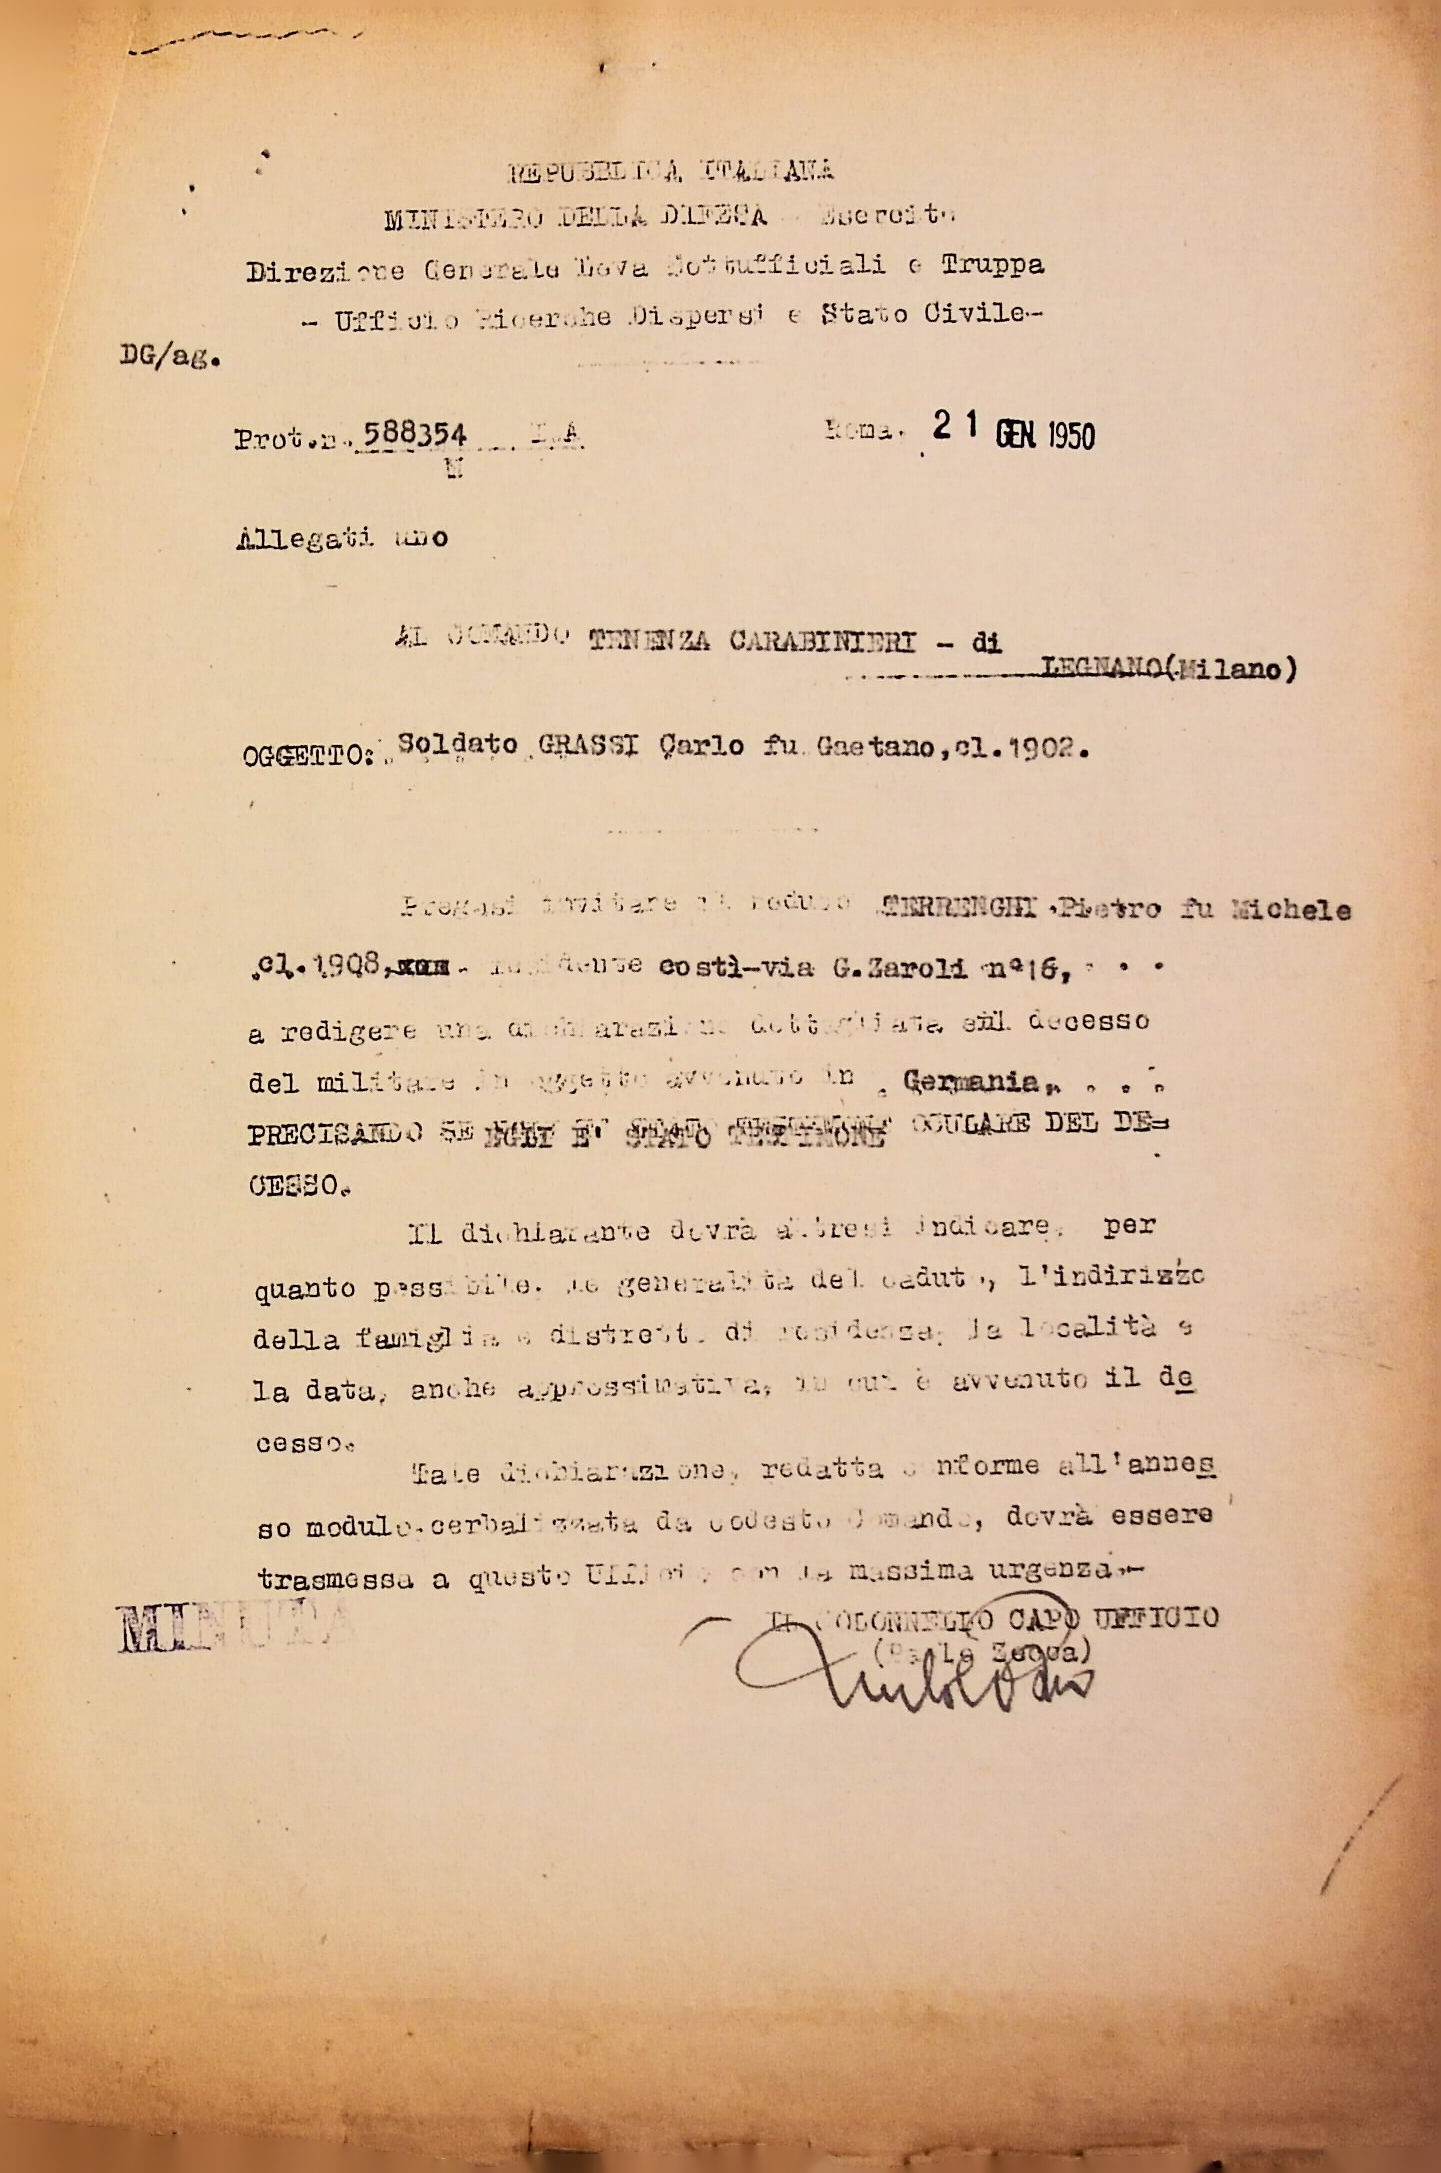 REPUBBLICA ITALIANA
MINISTERO DELLA DIFESA - Esercito
Direzione Generale Leva Sottufficiali e Truppa
- Ufficio Ricerche Dispersi e Stato Civile-
DG/ag.
Prot.n. 588354
Roma, 21 GEN. 1950
N
Allegati uno
AL COMANDO TENENZA CARABINIERI - di
LEGNANO(Milano)
OGGETTO: Soldato GRASSI Carlo fu Gaetano,cl.1902.
Pregasi invitare il reduce TERRENGHI Pietro fu Michele
cl.1908,xxx residente costì-via G.Zaroli n°16,
a redigere una dichiarazione dettagliata sul decesso
del militare in oggetto avvenuto in Germania,
PRECISANDO SE EGLI E' STATO TESTIMONE OCULARE DEL DE=
CESSO.
Il dichiarante dovrà altresì indicare, per
quanto possibile, le generalità del caduto, l'indirizzo
della famiglia e distretto di residenza, la località e
la data, anche approssimativa, in cui è avvenuto il de
cesso.
Tale dichiarazione, redatta conforme all'annes
so modulo,cerbalizzata da codesto Comando, dovrà essere
trasmessa a questo Ufficio con la massima urgenza.-
MINUTA
IL COLONNELLO CAPO UFFICIO
(Paolo Zocca)